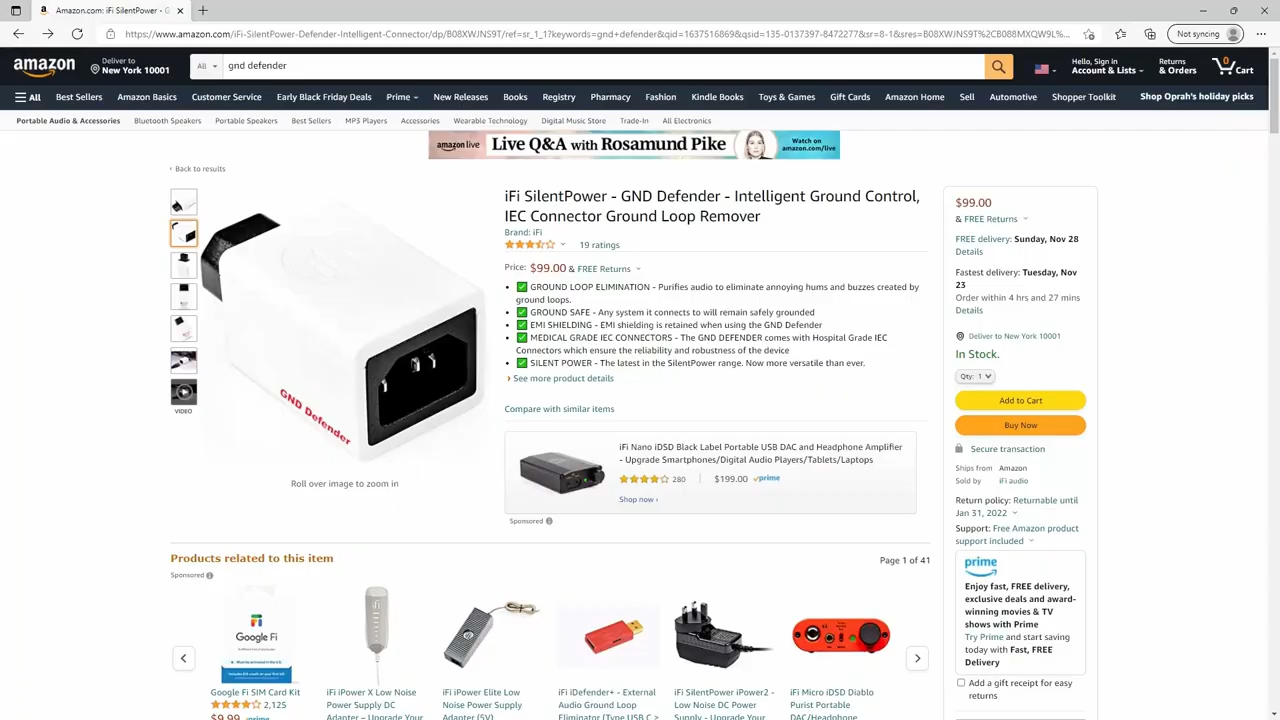 Amazon.com: iFi SilentPower - G
https://www.amazon.com/iFi-SilentPower-Defender-Intelligent-Connector/dp/B08XWJNS9T/ref=sr_1_1?keywords=gnd+defender&qid=1637516869&qsid=135-0137397-8472277&sr=8-1&sres=B08XWJNS9T%2CB088MXQW9L%...
Not syncing
amazon
Deliver to
New York 10001
All
gnd defender
Hello, Sign in
Account & Lists
Returns
& Orders
0
Cart
All
Best Sellers
Amazon Basics
Customer Service
Early Black Friday Deals
Prime
New Releases
Books
Registry
Pharmacy
Fashion
Kindle Books
Toys & Games
Gift Cards
Amazon Home
Sell
Automotive
Shopper Toolkit
Shop Oprah's holiday picks
Portable Audio & Accessories
Bluetooth Speakers
Portable Speakers
Best Sellers
MP3 Players
Accessories
Wearable Technology
Digital Music Store
Trade-In
All Electronics
amazon live
Live Q&A with Rosamund Pike
Watch on
amazon.com/live
‹ Back to results
VIDEO
GND Defender
Roll over image to zoom in
iFi SilentPower - GND Defender - Intelligent Ground Control,
IEC Connector Ground Loop Remover
Brand: iFi
19 ratings
Price: $99.00 & FREE Returns
• ✅ GROUND LOOP ELIMINATION - Purifies audio to eliminate annoying hums and buzzes created by
ground loops.
• ✅ GROUND SAFE - Any system it connects to will remain safely grounded
• ✅ EMI SHIELDING - EMI shielding is retained when using the GND Defender
• ✅ MEDICAL GRADE IEC CONNECTORS - The GND DEFENDER comes with Hospital Grade IEC
Connectors which ensure the reliability and robustness of the device
• ✅ SILENT POWER - The latest in the SilentPower range. Now more versatile than ever.
› See more product details
Compare with similar items
iFi Nano iDSD Black Label Portable USB DAC and Headphone Amplifier
- Upgrade Smartphones/Digital Audio Players/Tablets/Laptops
280
$199.00 prime
Shop now ›
Sponsored
$99.00
& FREE Returns
FREE delivery: Sunday, Nov 28
Details
Fastest delivery: Tuesday, Nov
23
Order within 4 hrs and 27 mins
Details
Deliver to New York 10001
In Stock.
Qty: 1
Add to Cart
Buy Now
Secure transaction
Ships from Amazon
Sold by iFi audio
Return policy: Returnable until
Jan 31, 2022
Support: Free Amazon product
support included
prime
Enjoy fast, FREE delivery,
exclusive deals and award-
winning movies & TV
shows with Prime
Try Prime and start saving
today with Fast, FREE
Delivery
Add a gift receipt for easy
returns
Products related to this item
Page 1 of 41
Sponsored
Google Fi
Google Fi SIM Card Kit
2,125
$9.99 prime
iFi iPower X Low Noise
Power Supply DC
Adapter – Upgrade Your
iFi iPower Elite Low
Noise Power Supply
Adapter (5V)
iFi iDefender+ - External
Audio Ground Loop
Eliminator (Type USB C >
iFi SilentPower iPower2 -
Low Noise DC Power
Supply - Upgrade Your
iFi Micro iDSD Diablo
Purist Portable
DAC/Headphone